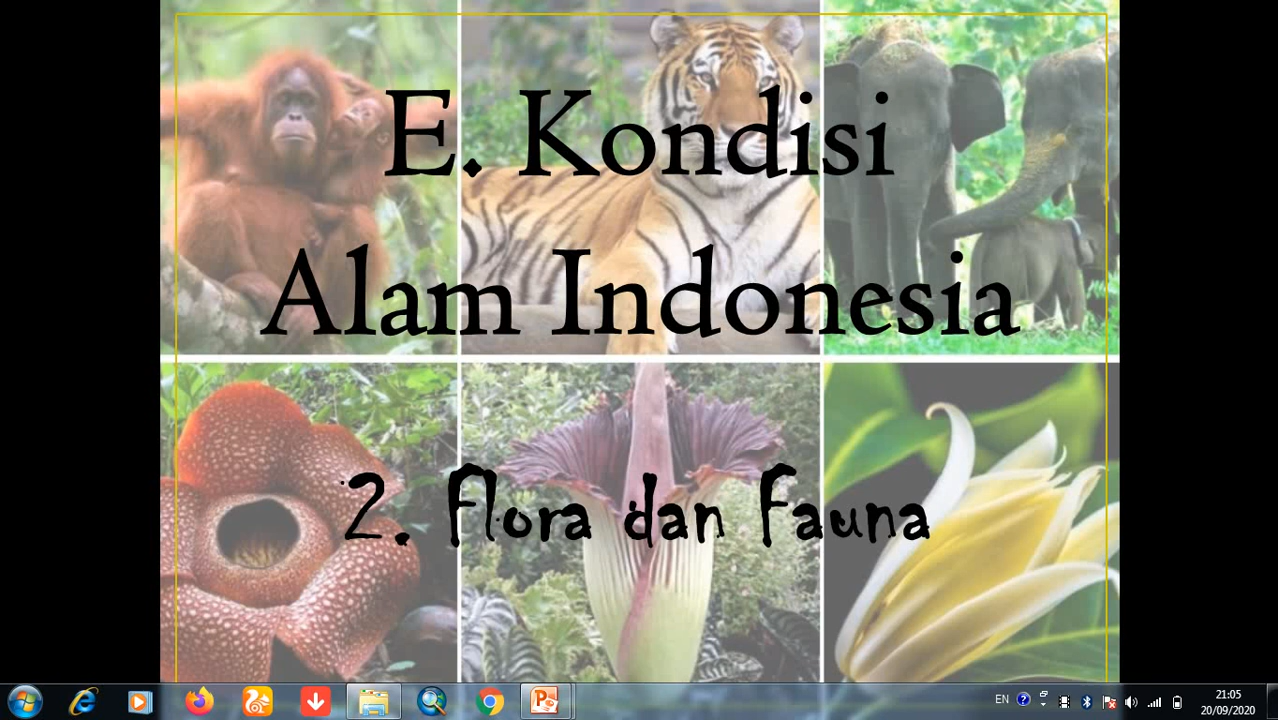 E. Kondisi
Alam Indonesia
2. Flora dan Fauna
EN
21:05
20/09/2020